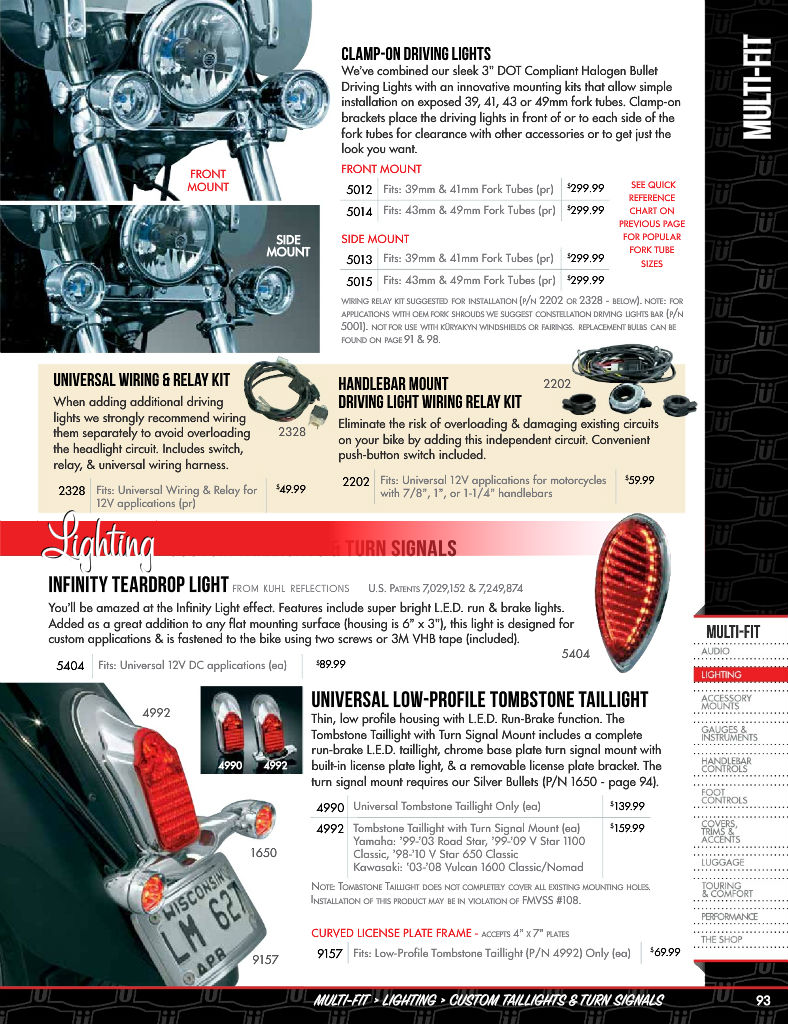 MULTI-FIT
CLAMP-ON DRIVING LIGHTS
We've combined our sleek 3" DOT Compliant Halogen Bullet
Driving Lights with an innovative mounting kits that allow simple
installation on exposed 39, 41, 43 or 49mm fork tubes. Clamp-on
brackets place the driving lights in front of or to each side of the
fork tubes for clearance with other accessories or to get just the
look you want.
FRONT
MOUNT
FRONT MOUNT
5012 Fits: 39mm & 41mm Fork Tubes (pr) $299.99
5014 Fits: 43mm & 49mm Fork Tubes (pr) $299.99
SEE QUICK
REFERENCE
CHART ON
PREVIOUS PAGE
FOR POPULAR
FORK TUBE
SIZES
SIDE
MOUNT
SIDE MOUNT
5013 Fits: 39mm & 41mm Fork Tubes (pr) $299.99
5015 Fits: 43mm & 49mm Fork Tubes (pr) $299.99
WIRING RELAY KIT SUGGESTED FOR INSTALLATION (P/N 2202 OR 2328 - BELOW). NOTE: FOR
APPLICATIONS WITH OEM FORK SHROUDS WE SUGGEST CONSTELLATION DRIVING LIGHTS BAR (P/N
5001). NOT FOR USE WITH KÜRYAKYN WINDSHIELDS OR FAIRINGS. REPLACEMENT BULBS CAN BE
FOUND ON PAGE 91 & 98.
UNIVERSAL WIRING & RELAY KIT
When adding additional driving
lights we strongly recommend wiring
them separately to avoid overloading
the headlight circuit. Includes switch,
relay, & universal wiring harness.
2328
2328 Fits: Universal Wiring & Relay for $49.99
12V applications (pr)
HANDLEBAR MOUNT
DRIVING LIGHT WIRING RELAY KIT
2202
Eliminate the risk of overloading & damaging existing circuits
on your bike by adding this independent circuit. Convenient
push-button switch included.
2202 Fits: Universal 12V applications for motorcycles $59.99
with 7/8", 1", or 1-1/4" handlebars
Lighting
& TURN SIGNALS
INFINITY TEARDROP LIGHT FROM KUHL REFLECTIONS U.S. PATENTS 7,029,152 & 7,249,874
You'll be amazed at the Infinity Light effect. Features include super bright L.E.D. run & brake lights.
Added as a great addition to any flat mounting surface (housing is 6" x 3"), this light is designed for
custom applications & is fastened to the bike using two screws or 3M VHB tape (included).
5404
5404 Fits: Universal 12V DC applications (ea) $89.99
4992
4990
4992
1650
WISCONSIN
LM 627
APR
9157
UNIVERSAL LOW-PROFILE TOMBSTONE TAILLIGHT
Thin, low profile housing with L.E.D. Run-Brake function. The
Tombstone Taillight with Turn Signal Mount includes a complete
run-brake L.E.D. taillight, chrome base plate turn signal mount with
built-in license plate light, & a removable license plate bracket. The
turn signal mount requires our Silver Bullets (P/N 1650 - page 94).
4990 Universal Tombstone Taillight Only (ea) $139.99
4992 Tombstone Taillight with Turn Signal Mount (ea) $159.99
Yamaha: '99-'03 Road Star, '99-'09 V Star 1100
Classic, '98-'10 V Star 650 Classic
Kawasaki: '03-'08 Vulcan 1600 Classic/Nomad
NOTE: TOMBSTONE TAILLIGHT DOES NOT COMPLETELY COVER ALL EXISTING MOUNTING HOLES.
INSTALLATION OF THIS PRODUCT MAY BE IN VIOLATION OF FMVSS #108.
CURVED LICENSE PLATE FRAME - ACCEPTS 4" X 7" PLATES
9157 Fits: Low-Profile Tombstone Taillight (P/N 4992) Only (ea) $69.99
MULTI-FIT
AUDIO
LIGHTING
ACCESSORY
MOUNTS
GAUGES &
INSTRUMENTS
HANDLEBAR
CONTROLS
FOOT
CONTROLS
COVERS,
TRIMS &
ACCENTS
LUGGAGE
TOURING
& COMFORT
PERFORMANCE
THE SHOP
MULTI-FIT > LIGHTING > CUSTOM TAILLIGHTS & TURN SIGNALS
93